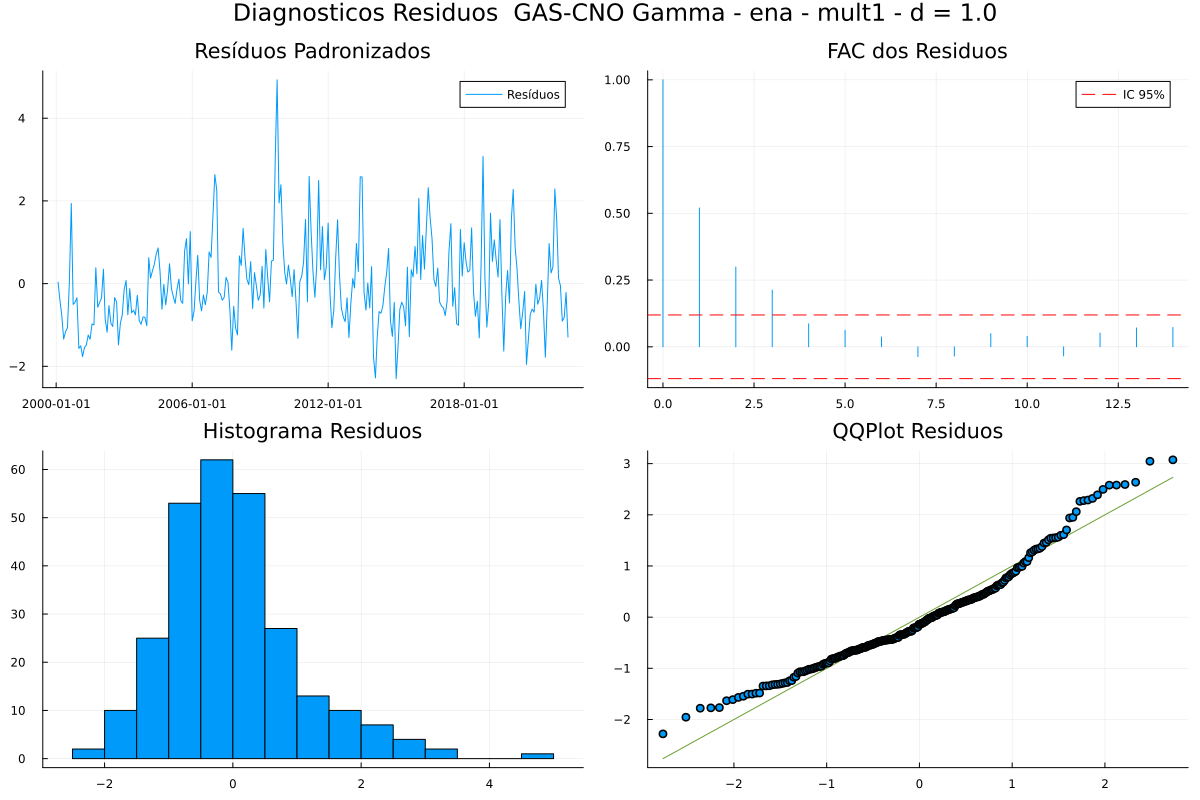 Diagnosticos Residuos  GAS-CNO Gamma - ena - mult1 - d = 1.0
Resíduos Padronizados
Resíduos
4
2
0
−2
2000-01-01 2006-01-01 2012-01-01 2018-01-01
FAC dos Residuos
IC 95%
1.00
0.75
0.50
0.25
0.00
0.0 2.5 5.0 7.5 10.0 12.5
Histograma Residuos
60
50
40
30
20
10
0
−2 0 2 4
QQPlot Residuos
3
2
1
0
−1
−2
−2 −1 0 1 2